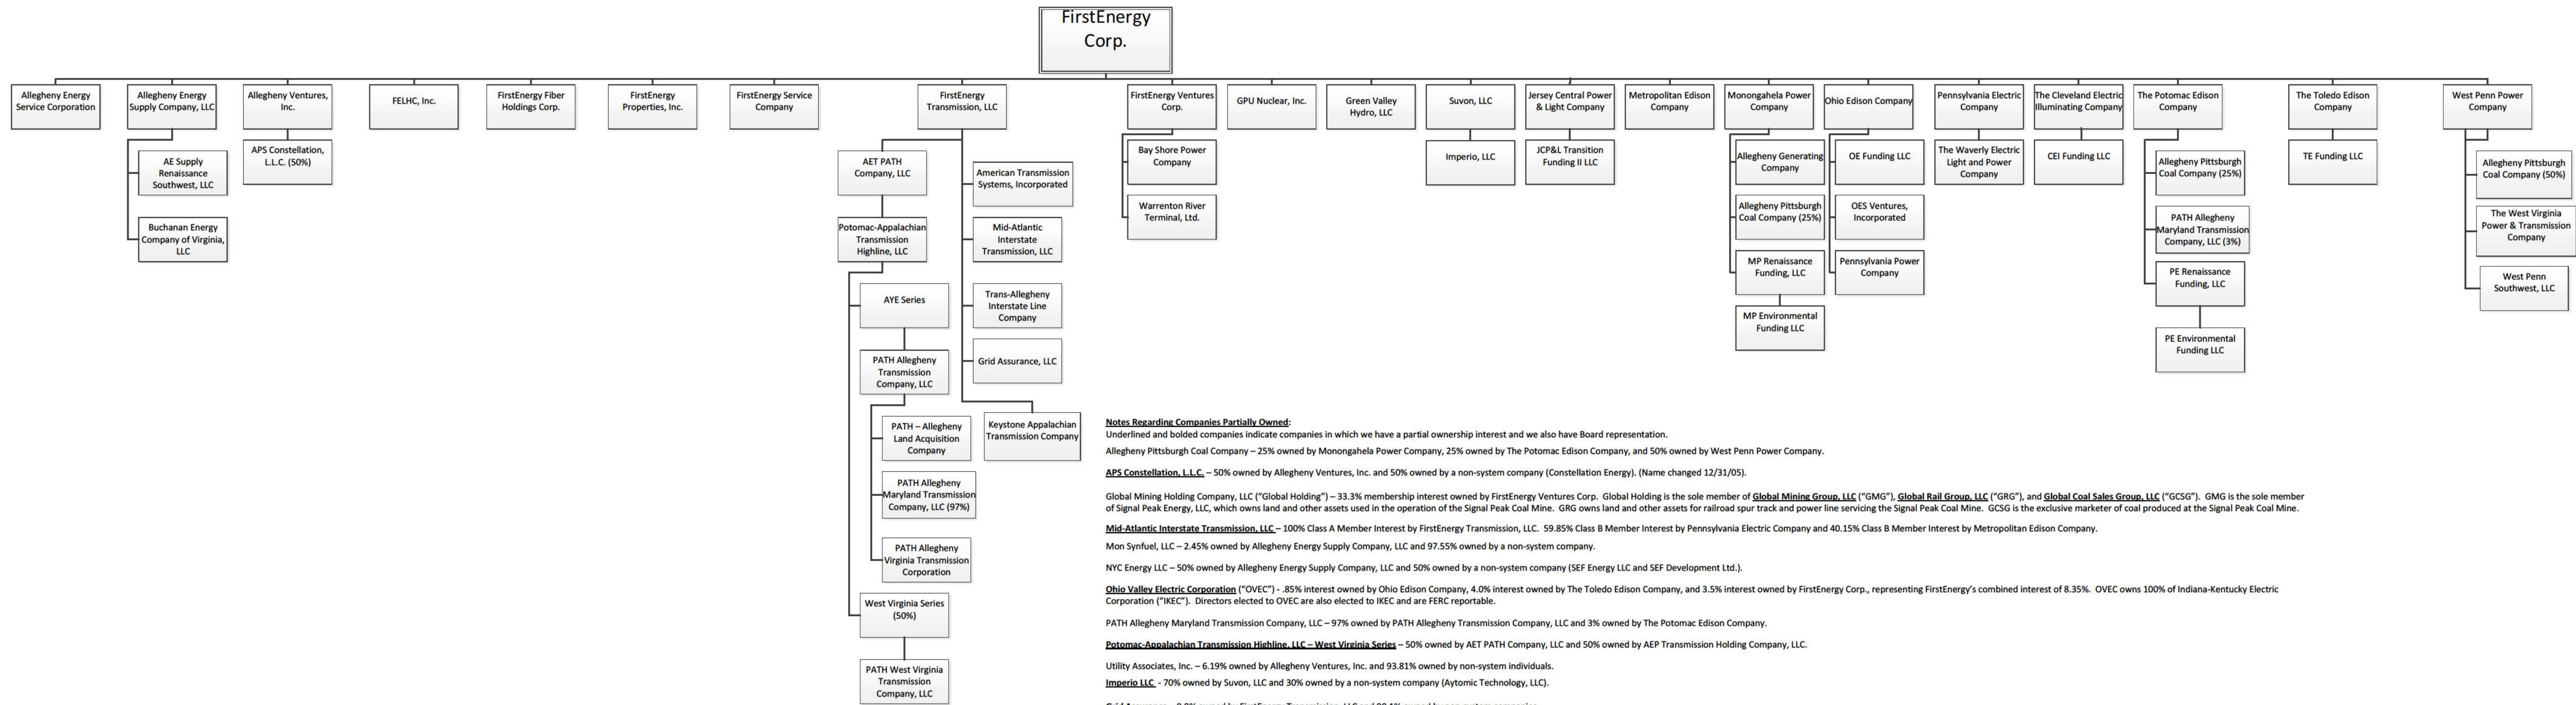 FirstEnergy
Corp.
Allegheny Energy
Service Corporation
Allegheny Energy
Supply Company, LLC
Allegheny Ventures,
Inc.
FELHC, Inc.
FirstEnergy Fiber
Holdings Corp.
FirstEnergy
Properties, Inc.
FirstEnergy Service
Company
FirstEnergy
Transmission, LLC
FirstEnergy Ventures
Corp.
GPU Nuclear, Inc.
Green Valley
Hydro, LLC
Suvon, LLC
Jersey Central Power
& Light Company
Metropolitan Edison
Company
Monongahela Power
Company
Ohio Edison Company
Pennsylvania Electric
Company
The Cleveland Electric
Illuminating Company
The Potomac Edison
Company
The Toledo Edison
Company
West Penn Power
Company
AE Supply
Renaissance
Southwest, LLC
Buchanan Energy
Company of Virginia,
LLC
APS Constellation,
L.L.C. (50%)
AET PATH
Company, LLC
Potomac-Appalachian
Transmission
Highline, LLC
AYE Series
PATH Allegheny
Transmission
Company, LLC
PATH – Allegheny
Land Acquisition
Company
PATH Allegheny
Maryland Transmission
Company, LLC (97%)
PATH Allegheny
Virginia Transmission
Corporation
West Virginia Series
(50%)
PATH West Virginia
Transmission
Company, LLC
American Transmission
Systems, Incorporated
Mid-Atlantic
Interstate
Transmission, LLC
Trans-Allegheny
Interstate Line
Company
Grid Assurance, LLC
Keystone Appalachian
Transmission Company
Bay Shore Power
Company
Warrenton River
Terminal, Ltd.
Imperio, LLC
JCP&L Transition
Funding II LLC
Allegheny Generating
Company
Allegheny Pittsburgh
Coal Company (25%)
MP Renaissance
Funding, LLC
MP Environmental
Funding LLC
OE Funding LLC
OES Ventures,
Incorporated
Pennsylvania Power
Company
The Waverly Electric
Light and Power
Company
CEI Funding LLC
Allegheny Pittsburgh
Coal Company (25%)
PATH Allegheny
Maryland Transmission
Company, LLC (3%)
PE Renaissance
Funding, LLC
PE Environmental
Funding LLC
TE Funding LLC
Allegheny Pittsburgh
Coal Company (50%)
The West Virginia
Power & Transmission
Company
West Penn
Southwest, LLC
Notes Regarding Companies Partially Owned:
Underlined and bolded companies indicate companies in which we have a partial ownership interest and we also have Board representation.
Allegheny Pittsburgh Coal Company – 25% owned by Monongahela Power Company, 25% owned by The Potomac Edison Company, and 50% owned by West Penn Power Company.
APS Constellation, L.L.C. – 50% owned by Allegheny Ventures, Inc. and 50% owned by a non-system company (Constellation Energy). (Name changed 12/31/05).
Global Mining Holding Company, LLC (“Global Holding”) – 33.3% membership interest owned by FirstEnergy Ventures Corp. Global Holding is the sole member of Global Mining Group, LLC (“GMG”), Global Rail Group, LLC (“GRG”), and Global Coal Sales Group, LLC (“GCSG”). GMG is the sole member
of Signal Peak Energy, LLC, which owns land and other assets used in the operation of the Signal Peak Coal Mine. GRG owns land and other assets for railroad spur track and power line servicing the Signal Peak Coal Mine. GCSG is the exclusive marketer of coal produced at the Signal Peak Coal Mine.
Mid-Atlantic Interstate Transmission, LLC – 100% Class A Member Interest by FirstEnergy Transmission, LLC. 59.85% Class B Member Interest by Pennsylvania Electric Company and 40.15% Class B Member Interest by Metropolitan Edison Company.
Mon Synfuel, LLC – 2.45% owned by Allegheny Energy Supply Company, LLC and 97.55% owned by a non-system company.
NYC Energy LLC – 50% owned by Allegheny Energy Supply Company, LLC and 50% owned by a non-system company (SEF Energy LLC and SEF Development Ltd.).
Ohio Valley Electric Corporation (“OVEC”) - .85% interest owned by Ohio Edison Company, 4.0% interest owned by The Toledo Edison Company, and 3.5% interest owned by FirstEnergy Corp., representing FirstEnergy’s combined interest of 8.35%. OVEC owns 100% of Indiana-Kentucky Electric
Corporation (“IKEC”). Directors elected to OVEC are also elected to IKEC and are FERC reportable.
PATH Allegheny Maryland Transmission Company, LLC – 97% owned by PATH Allegheny Transmission Company, LLC and 3% owned by The Potomac Edison Company.
Potomac-Appalachian Transmission Highline, LLC – West Virginia Series – 50% owned by AET PATH Company, LLC and 50% owned by AEP Transmission Holding Company, LLC.
Utility Associates, Inc. – 6.19% owned by Allegheny Ventures, Inc. and 93.81% owned by non-system individuals.
Imperio LLC - 70% owned by Suvon, LLC and 30% owned by a non-system company (Aytomic Technology, LLC).